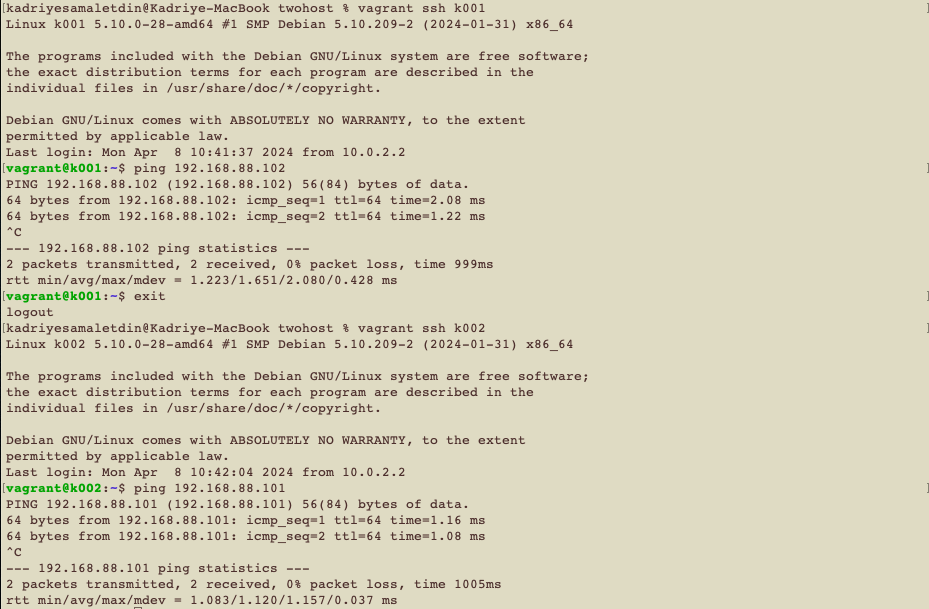 [kadriyesamaletdin@Kadriye-MacBook twohost % vagrant ssh k001 ]
Linux k001 5.10.0-28-amd64 #1 SMP Debian 5.10.209-2 (2024-01-31) x86_64
The programs included with the Debian GNU/Linux system are free software;
the exact distribution terms for each program are described in the
individual files in /usr/share/doc/*/copyright.
Debian GNU/Linux comes with ABSOLUTELY NO WARRANTY, to the extent
permitted by applicable law.
Last login: Mon Apr  8 10:41:37 2024 from 10.0.2.2
[vagrant@k001:~$ ping 192.168.88.102 ]
PING 192.168.88.102 (192.168.88.102) 56(84) bytes of data.
64 bytes from 192.168.88.102: icmp_seq=1 ttl=64 time=2.08 ms
64 bytes from 192.168.88.102: icmp_seq=2 ttl=64 time=1.22 ms
^C
--- 192.168.88.102 ping statistics ---
2 packets transmitted, 2 received, 0% packet loss, time 999ms
rtt min/avg/max/mdev = 1.223/1.651/2.080/0.428 ms
[vagrant@k001:~$ exit ]
logout
[kadriyesamaletdin@Kadriye-MacBook twohost % vagrant ssh k002 ]
Linux k002 5.10.0-28-amd64 #1 SMP Debian 5.10.209-2 (2024-01-31) x86_64
The programs included with the Debian GNU/Linux system are free software;
the exact distribution terms for each program are described in the
individual files in /usr/share/doc/*/copyright.
Debian GNU/Linux comes with ABSOLUTELY NO WARRANTY, to the extent
permitted by applicable law.
Last login: Mon Apr  8 10:42:04 2024 from 10.0.2.2
[vagrant@k002:~$ ping 192.168.88.101 ]
PING 192.168.88.101 (192.168.88.101) 56(84) bytes of data.
64 bytes from 192.168.88.101: icmp_seq=1 ttl=64 time=1.16 ms
64 bytes from 192.168.88.101: icmp_seq=2 ttl=64 time=1.08 ms
^C
--- 192.168.88.101 ping statistics ---
2 packets transmitted, 2 received, 0% packet loss, time 1005ms
rtt min/avg/max/mdev = 1.083/1.120/1.157/0.037 ms